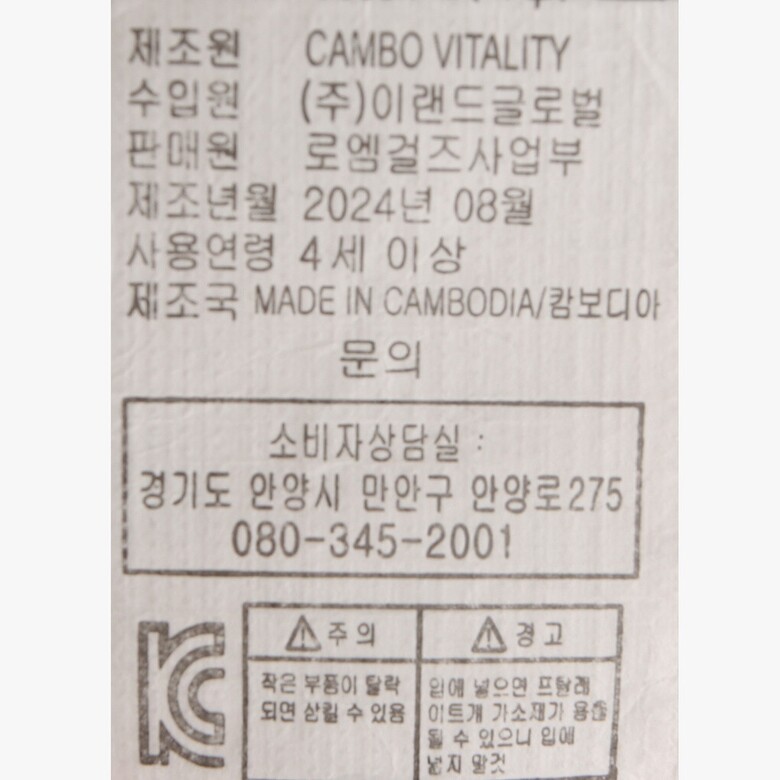 제조원 CAMBO VITALITY
수입원 (주)이랜드글로벌
판매원 로엠걸즈사업부
제조년월 2024년 08월
사용연령 4세 이상
제조국 MADE IN CAMBODIA/캄보디아
문의
소비자상담실 :
경기도 안양시 만안구 안양로275
080-345-2001
KC
⚠주의
작은 부품이 탈락
되면 삼킬 수 있음
⚠경고
입에 넣으면 프탈레
이트계 가소제가 용출
될 수 있으니 입에
넣지 말것